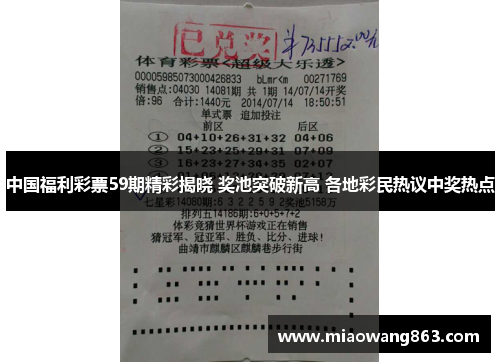 已兑奖
¥735552.00元
体育彩票<超级大乐透>
00005985073000426833 bLmr<m 00271769
销售点:04030 14081期 共 1期 14/07/14开奖
倍:96 合计:1440元 2014/07/14 18:50:51
单式票 追加投注
前区 后区
① 04+10+26+31+32 04+06
② 15+23+25+29+31 07+09
③ 16+23+27+34+35 02+07
中国福利彩票59期精彩揭晓 奖池突破新高 各地彩民热议中奖热点
七星彩14080期:6 3 2 2 5 9 2奖池5158万
排列五14186期:6+0+5+7+2
体彩竞猜世界杯游戏正在销售
猜冠军、冠亚军、胜负、比分、进球!
曲靖市麒麟区麒麟巷步行街
www.miaowang863.com